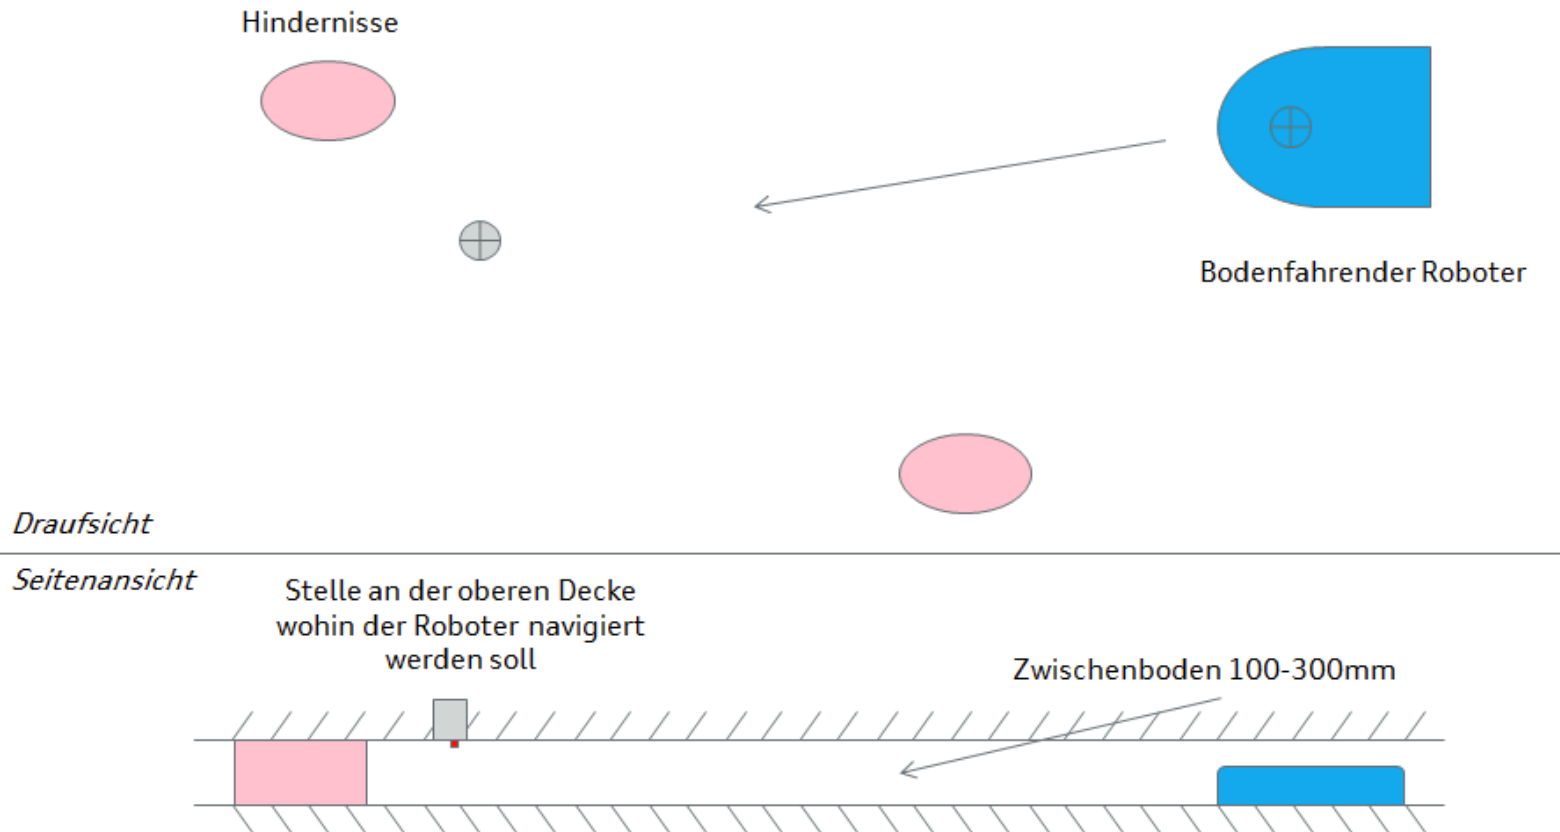 Hindernisse
Bodenfahrender Roboter
Draufsicht
Seitenansicht
Stelle an der oberen Decke
wohin der Roboter navigiert
werden soll
Zwischenboden 100-300mm